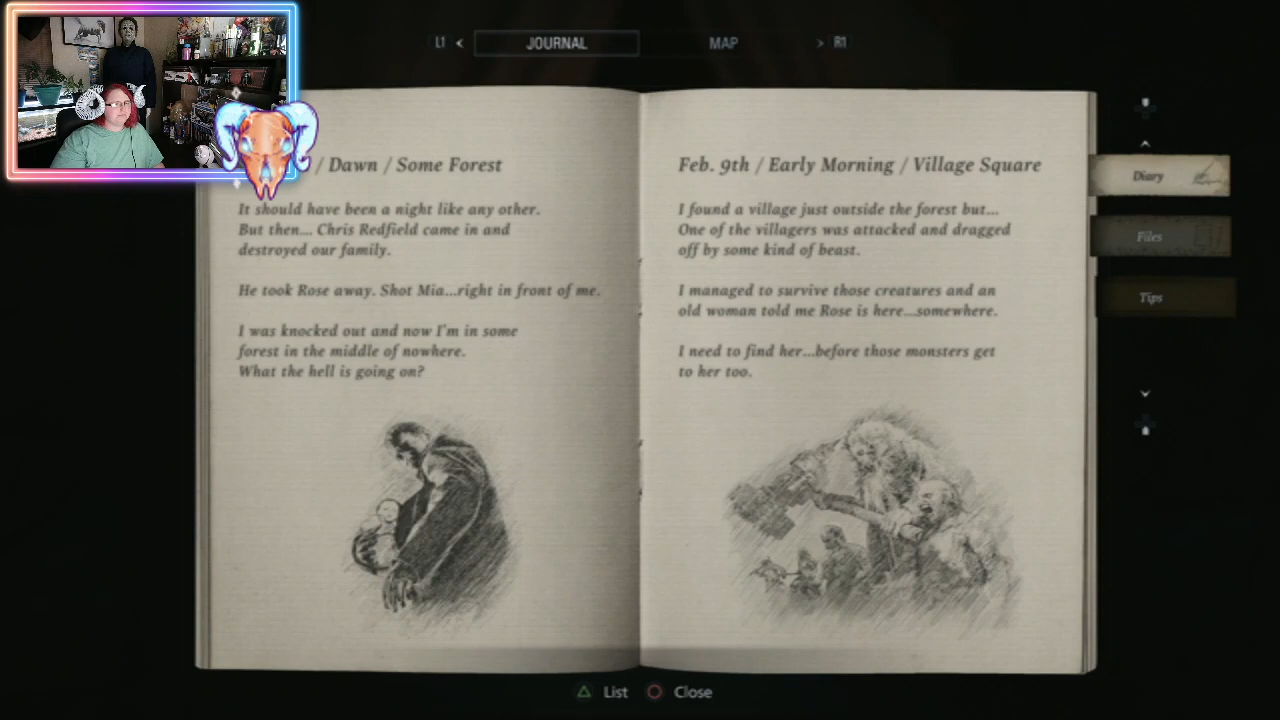 L1
JOURNAL
MAP
R1
/ Dawn / Some Forest
It should have been a night like any other.
But then... Chris Redfield came in and
destroyed our family.
He took Rose away. Shot Mia...right in front of me.
I was knocked out and now I'm in some
forest in the middle of nowhere.
What the hell is going on?
Feb. 9th / Early Morning / Village Square
I found a village just outside the forest but...
One of the villagers was attacked and dragged
off by some kind of beast.
I managed to survive those creatures and an
old woman told me Rose is here...somewhere.
I need to find her...before those monsters get
to her too.
Diary
Files
Tips
List
Close